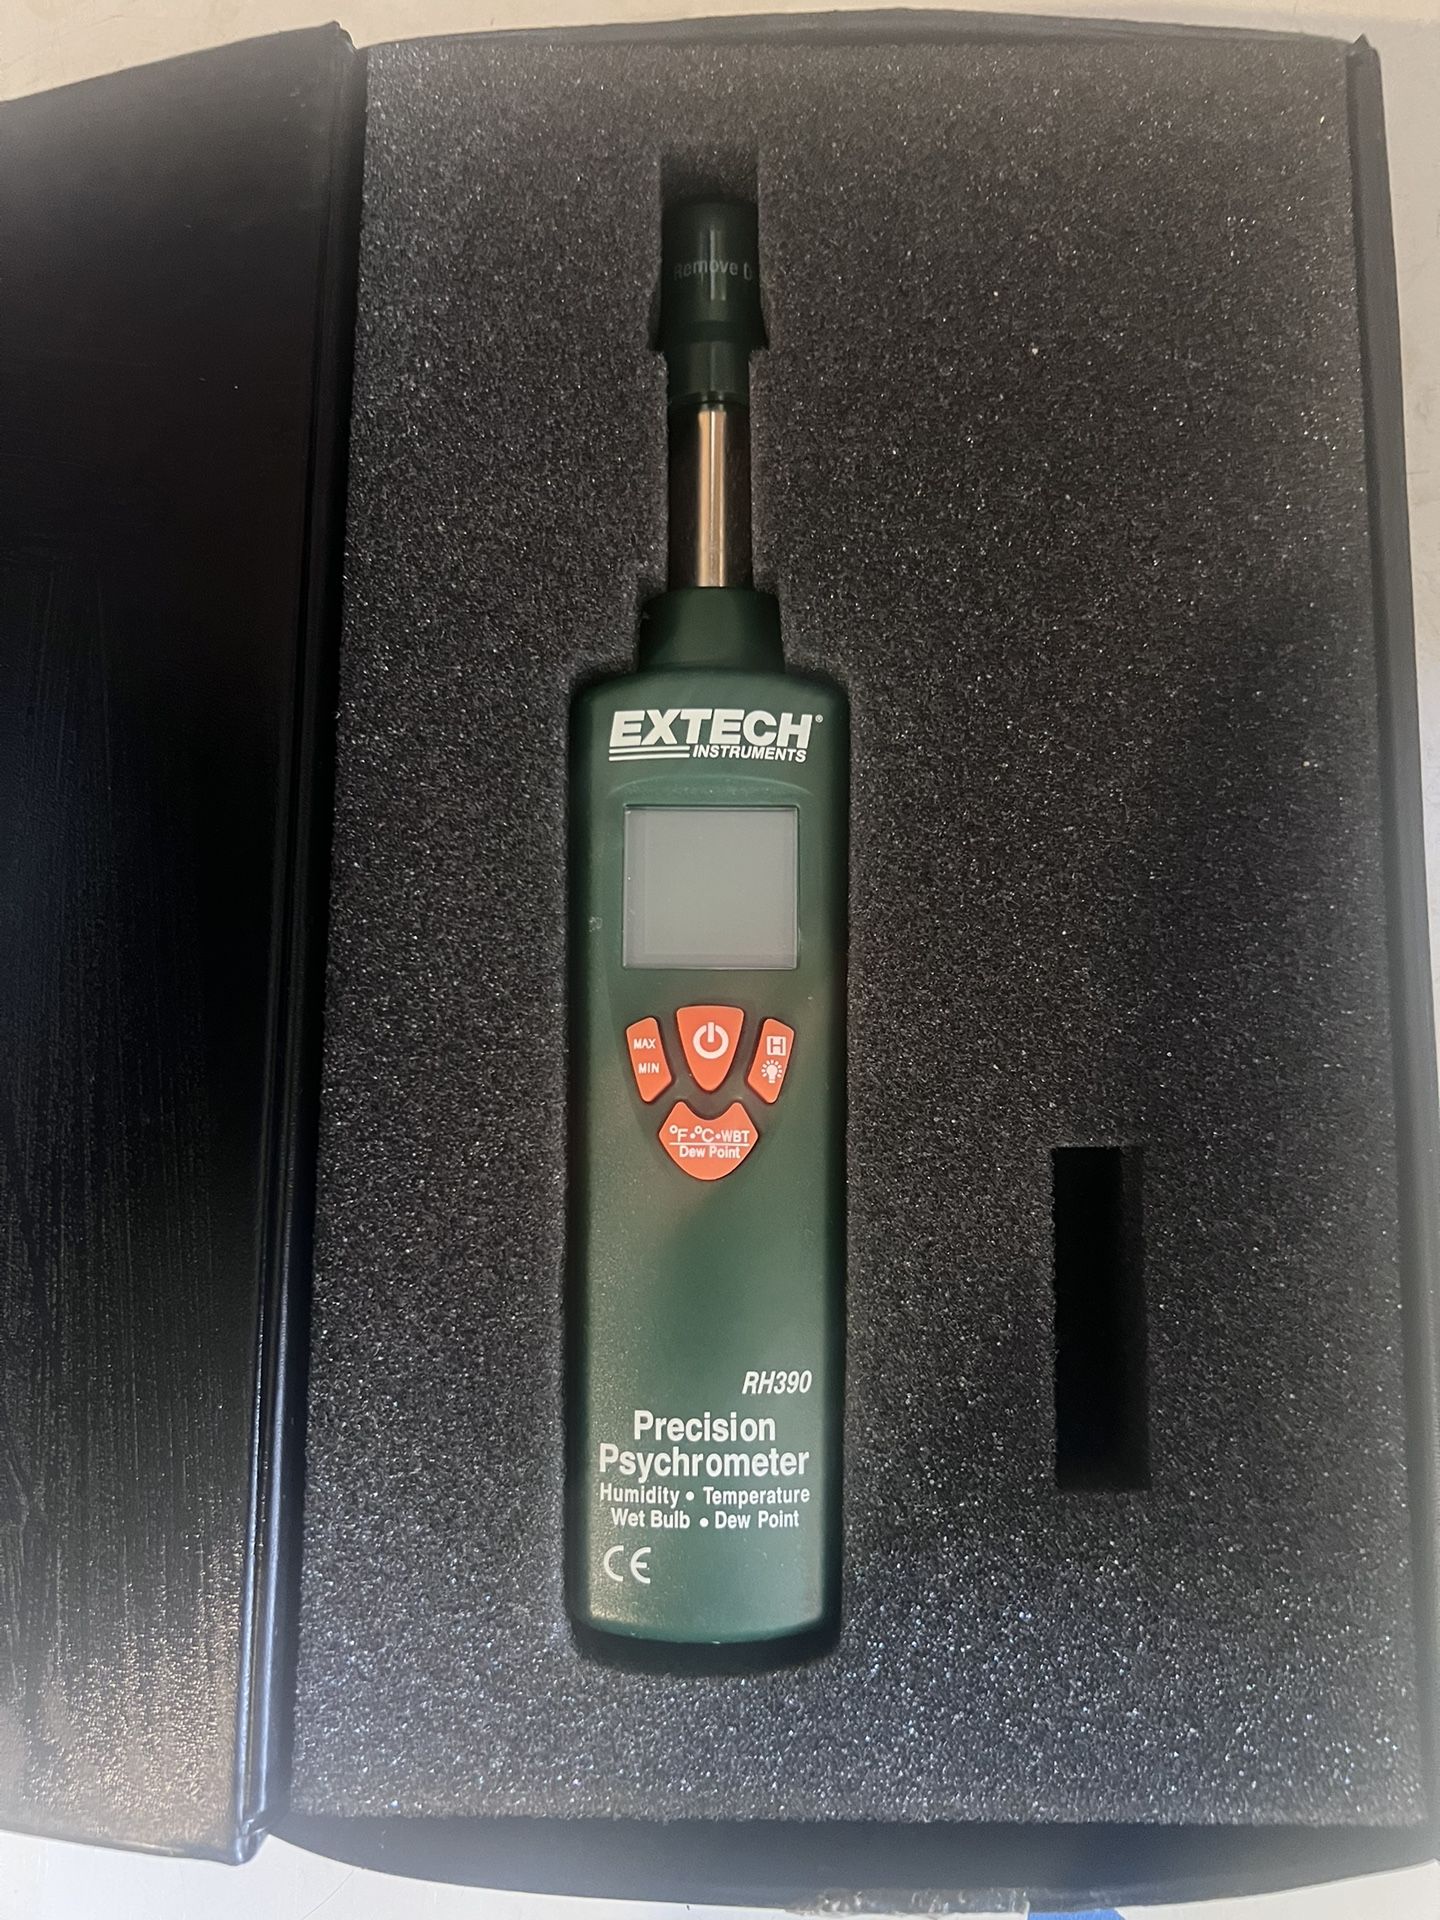 Remove
EXTECH®
INSTRUMENTS
MAX
MIN
H
°F•°C•WBT
Dew Point
RH390
Precision
Psychrometer
Humidity • Temperature
Wet Bulb • Dew Point
CE